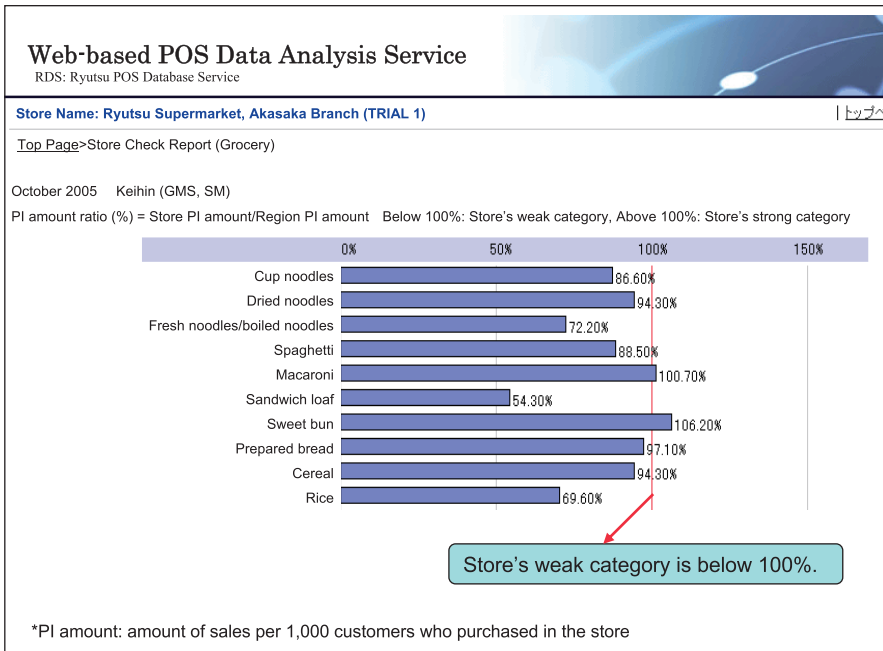 Web-based POS Data Analysis Service
RDS: Ryutsu POS Database Service
Store Name: Ryutsu Supermarket, Akasaka Branch (TRIAL 1)
トップへ
Top Page>Store Check Report (Grocery)
October 2005 Keihin (GMS, SM)
PI amount ratio (%) = Store PI amount/Region PI amount Below 100%: Store's weak category, Above 100%: Store's strong category
0% 50% 100% 150%
Cup noodles 86.60%
Dried noodles 94.30%
Fresh noodles/boiled noodles 72.20%
Spaghetti 88.50%
Macaroni 100.70%
Sandwich loaf 54.30%
Sweet bun 106.20%
Prepared bread 97.10%
Cereal 94.30%
Rice 69.60%
Store's weak category is below 100%.
*PI amount: amount of sales per 1,000 customers who purchased in the store